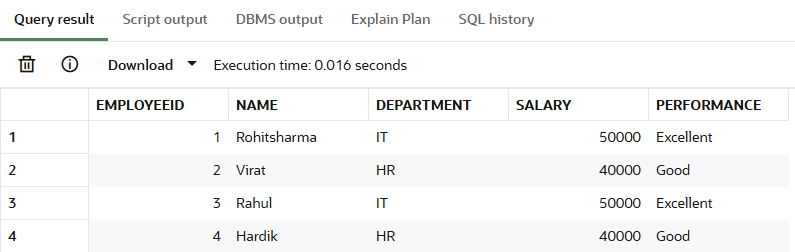 Query result Script output DBMS output Explain Plan SQL history
Download Execution time: 0.016 seconds
EMPLOYEEID NAME DEPARTMENT SALARY PERFORMANCE
1 1 Rohitsharma IT 50000 Excellent
2 2 Virat HR 40000 Good
3 3 Rahul IT 50000 Excellent
4 4 Hardik HR 40000 Good